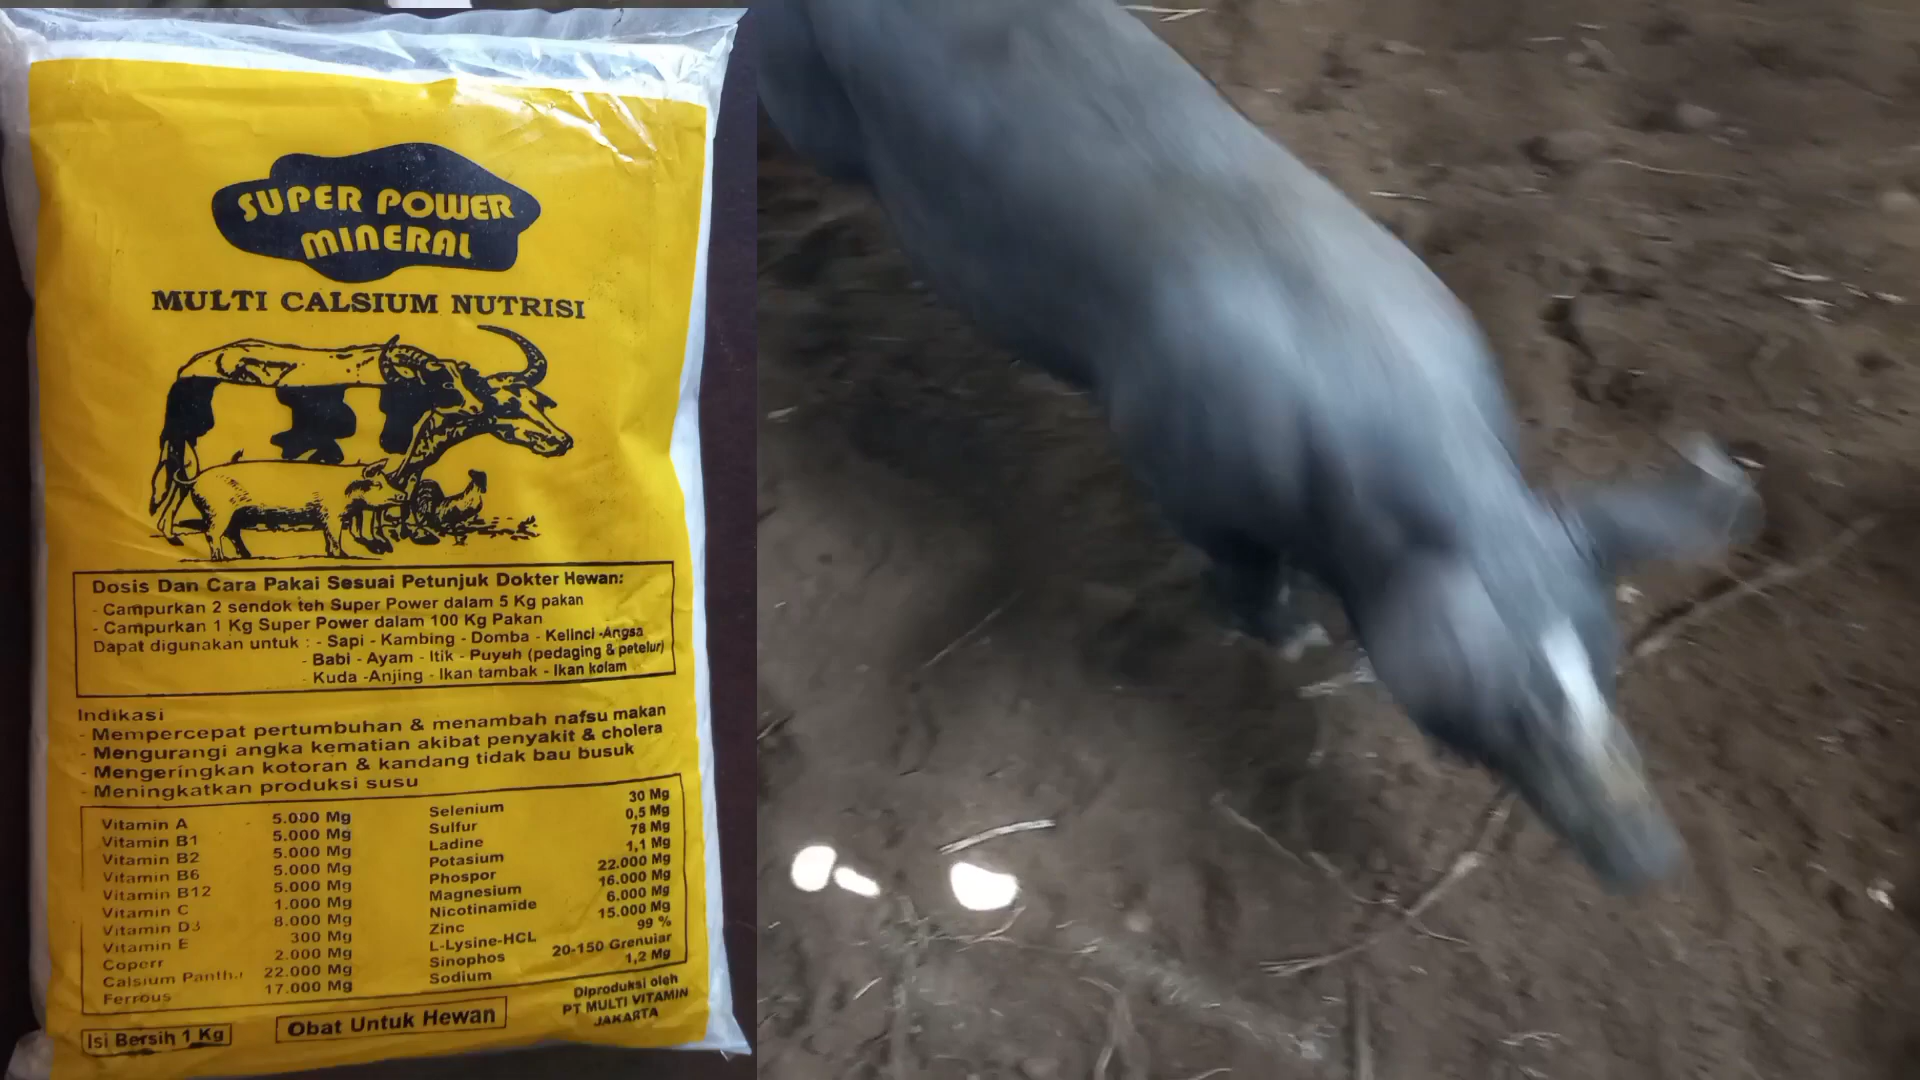 SUPER POWER
MINERAL
MULTI CALSIUM NUTRISI
Dosis Dan Cara Pakai Sesuai Petunjuk Dokter Hewan:
- Campurkan 2 sendok teh Super Power dalam 5 Kg pakan
- Campurkan 1 Kg Super Power dalam 100 Kg Pakan
Dapat digunakan untuk : - Sapi - Kambing - Domba - Kelinci -Angsa
- Babi - Ayam - Itik - Puyuh (pedaging & petelur)
- Kuda -Anjing - Ikan tambak - Ikan kolam
Indikasi
- Mempercepat pertumbuhan & menambah nafsu makan
- Mengurangi angka kematian akibat penyakit & cholera
- Mengeringkan kotoran & kandang tidak bau busuk
- Meningkatkan produksi susu
Vitamin A 5.000 Mg
Vitamin B1 5.000 Mg
Vitamin B2 5.000 Mg
Vitamin B6 5.000 Mg
Vitamin B12 5.000 Mg
Vitamin C 1.000 Mg
Vitamin D3 8.000 Mg
Vitamin E 300 Mg
Coperr 2.000 Mg
Calsium 22.000 Mg
Ferrous 17.000 Mg
Selenium 30 Mg
Sulfur 0,5 Mg
Ladine 78 Mg
Potasium 1,1 Mg
Phospor 22.000 Mg
Magnesium 16.000 Mg
Nicotinamide 6.000 Mg
Zinc 15.000 Mg
L-Lysine-HCL 99 %
Sinophos 20-150 Grenuiar
Sodium 1,2 Mg
Isi Bersih 1 Kg
Obat Untuk Hewan
Diproduksi oleh
PT MULTI VITAMIN
JAKARTA